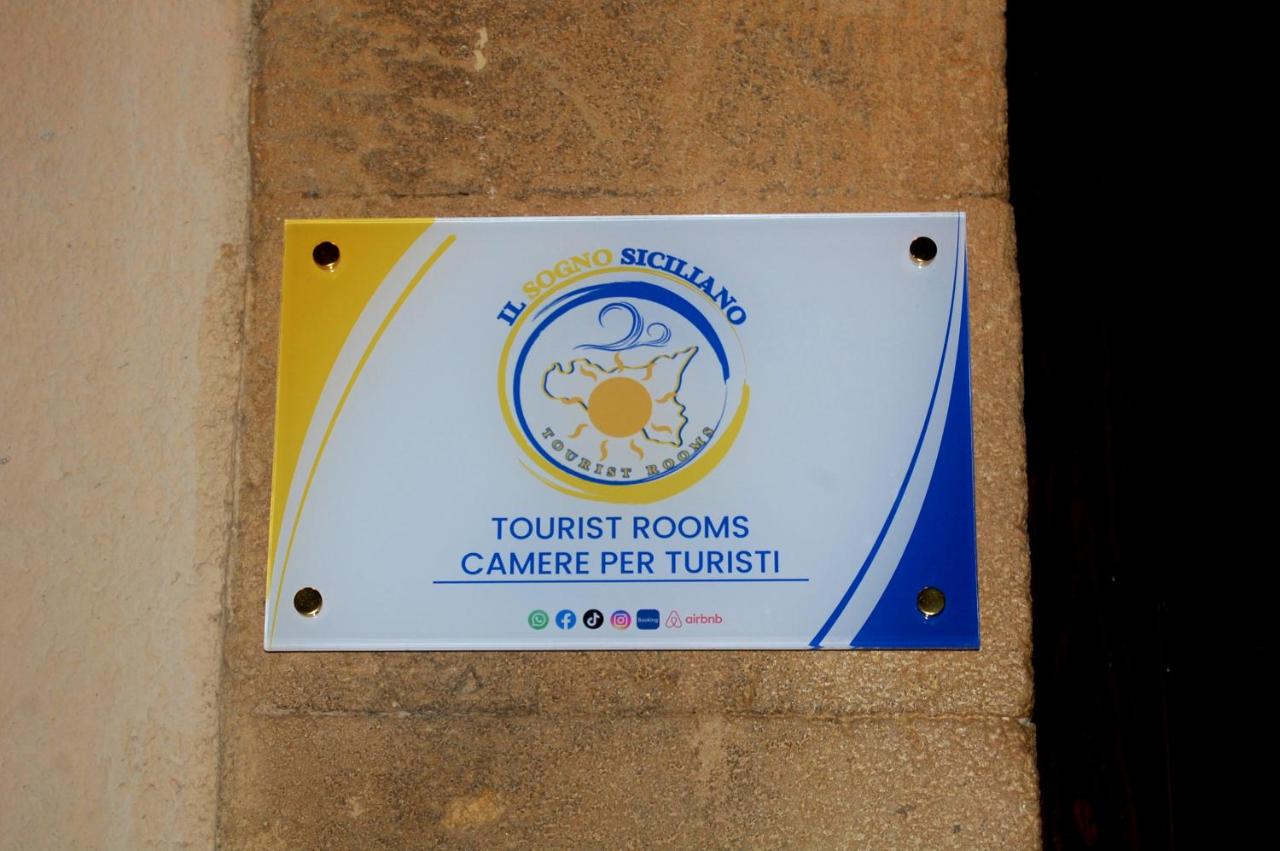 IL SOGNO SICILIANO
TOURIST ROOMS
TOURIST ROOMS
CAMERE PER TURISTI
Booking airbnb